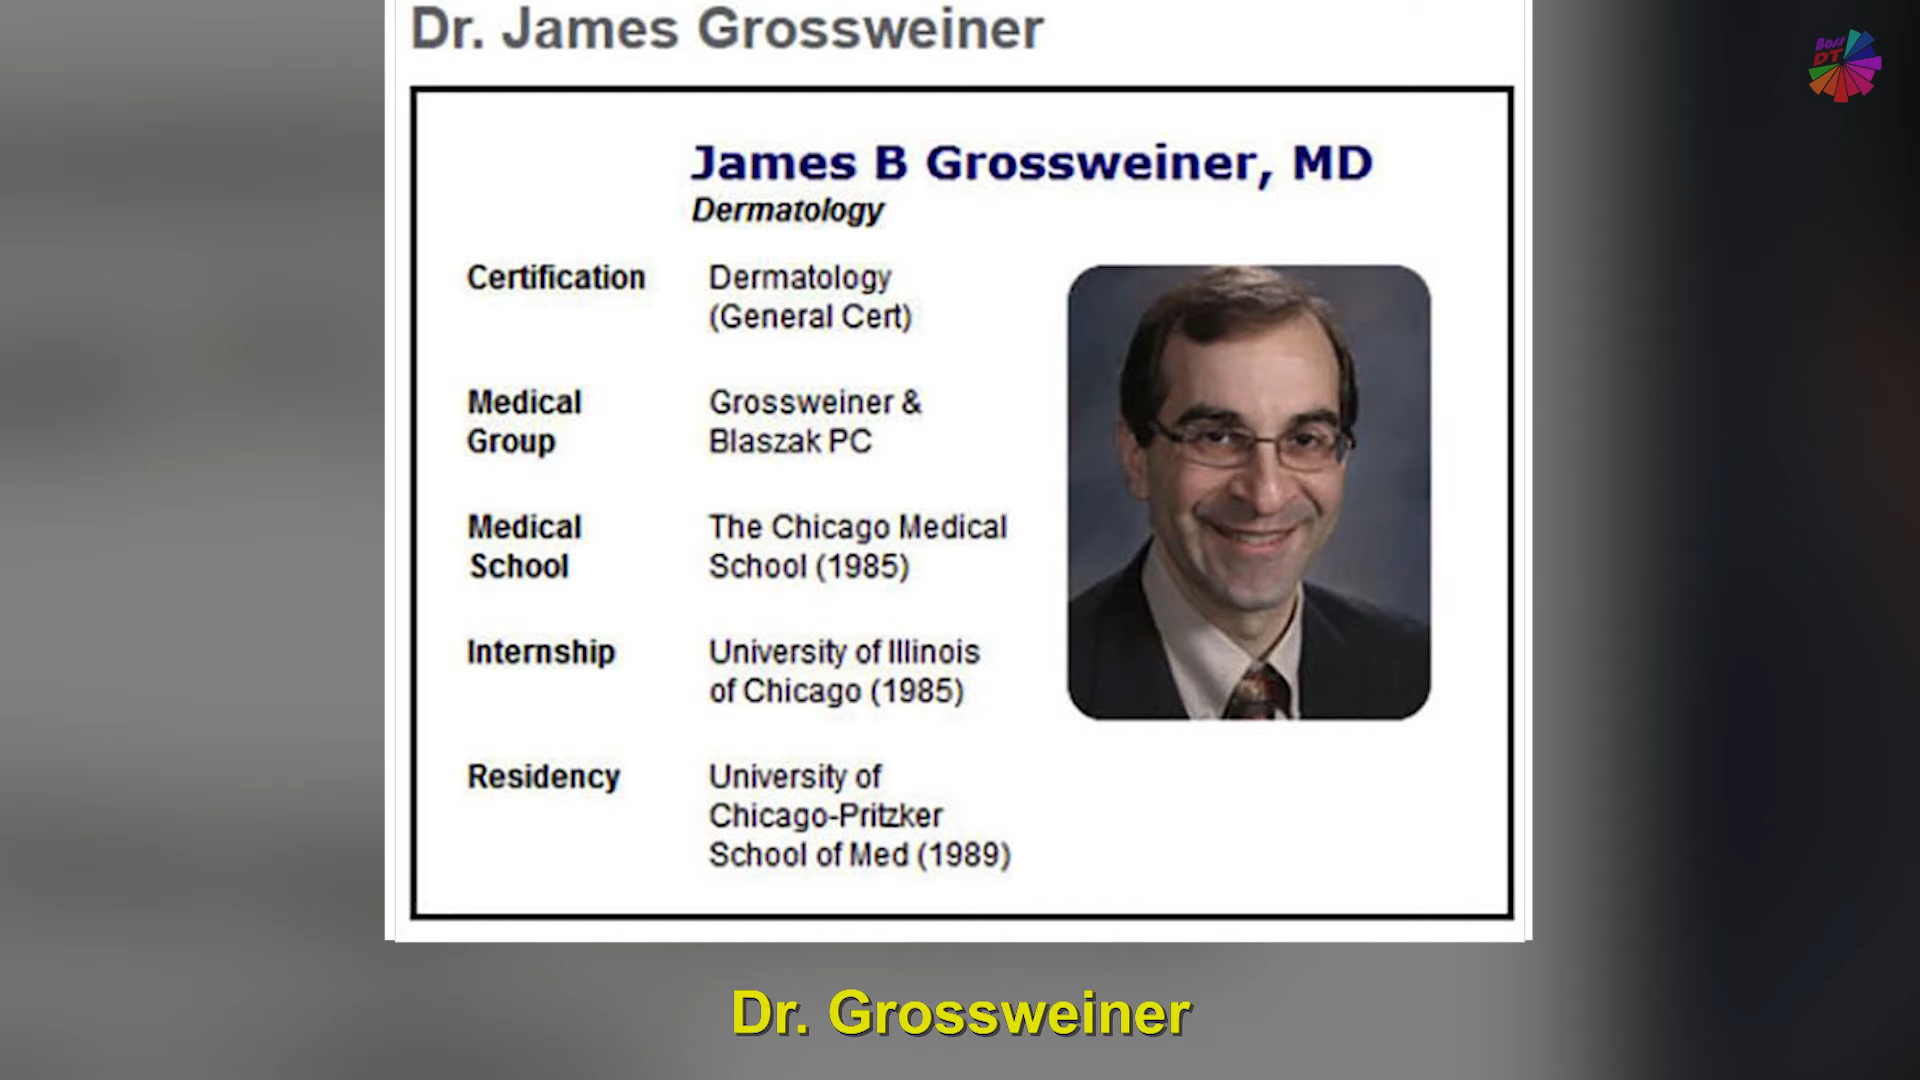 Dr. James Grossweiner
Boss
DT
James B Grossweiner, MD
Dermatology
Certification
Dermatology
(General Cert)
Medical
Group
Grossweiner &
Blaszak PC
Medical
School
The Chicago Medical
School (1985)
Internship
University of Illinois
of Chicago (1985)
Residency
University of
Chicago-Pritzker
School of Med (1989)
Dr. Grossweiner